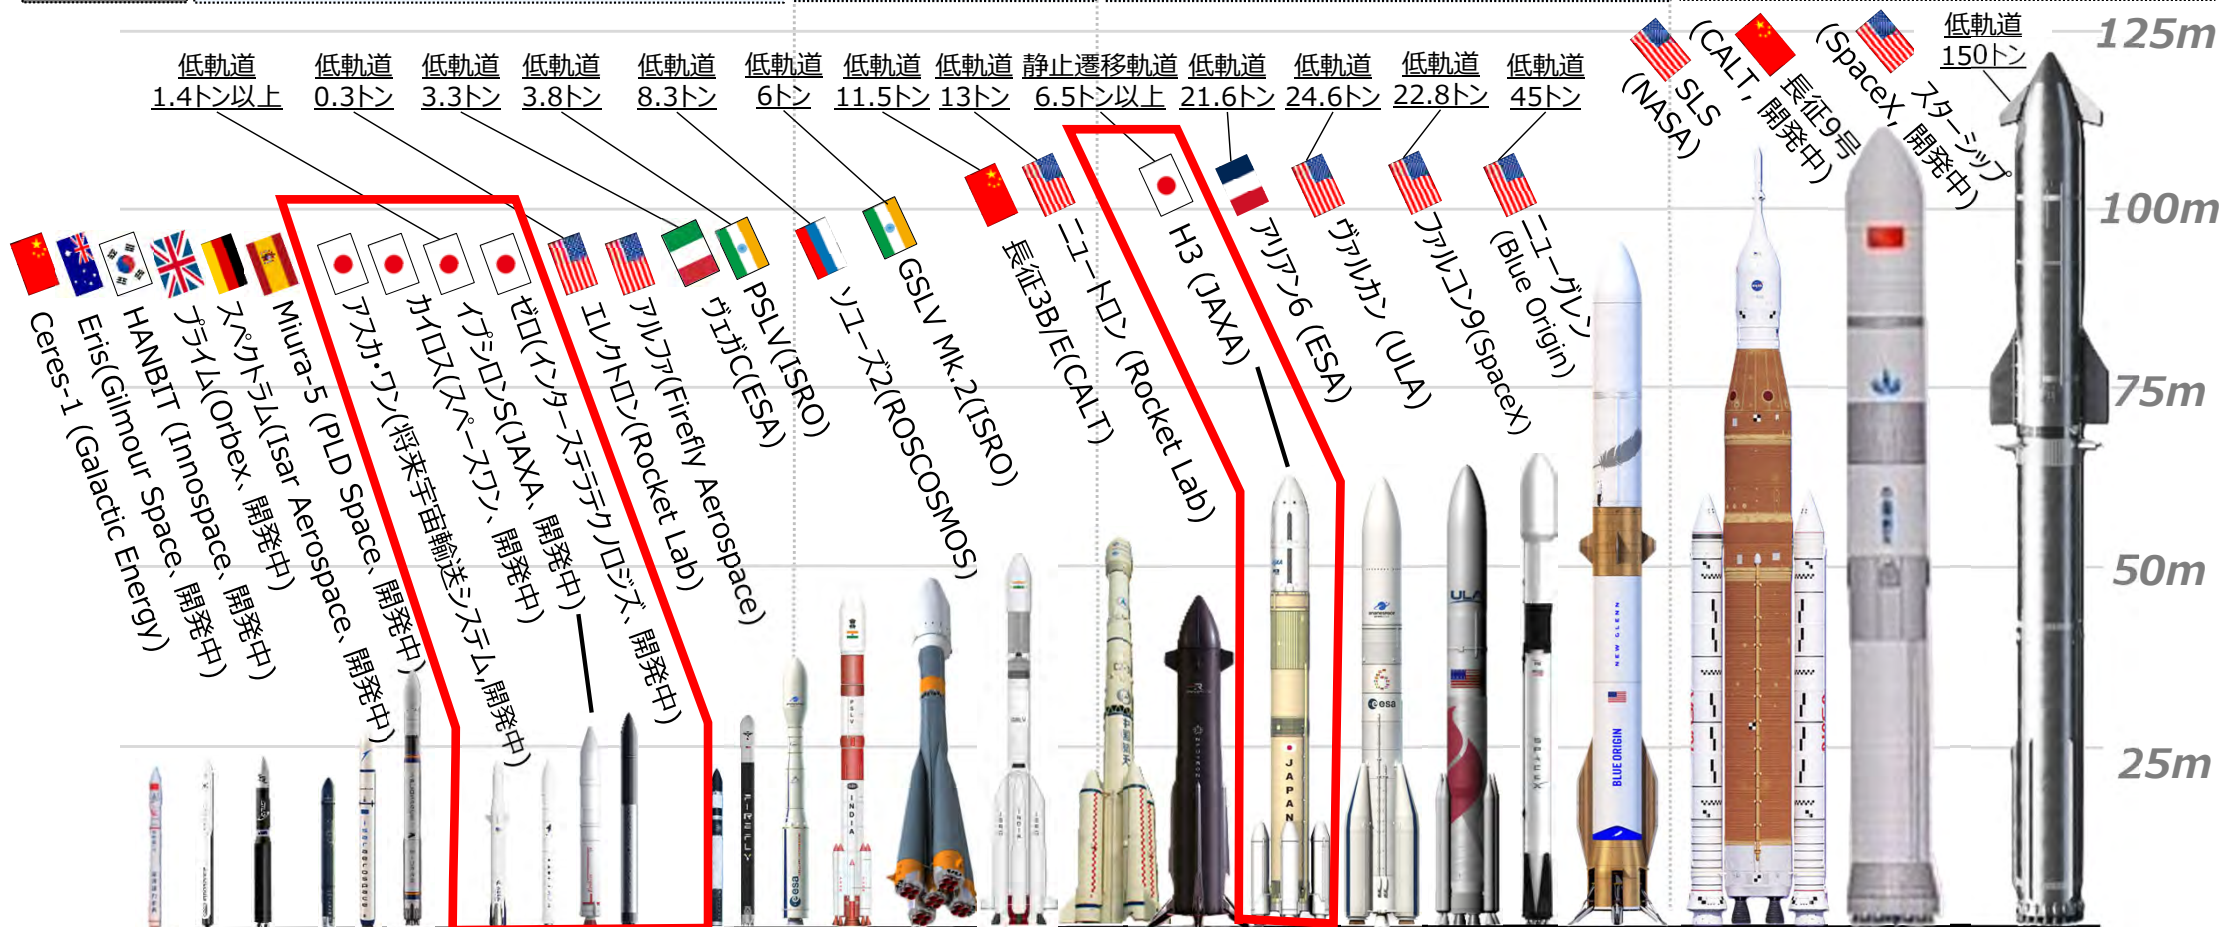 低軌道
1.4トン以上
低軌道
0.3トン
低軌道
3.3トン
低軌道
3.8トン
低軌道
8.3トン
低軌道
6トン
低軌道
11.5トン
低軌道
13トン
静止遷移軌道
6.5トン以上
低軌道
21.6トン
低軌道
24.6トン
低軌道
22.8トン
低軌道
45トン
低軌道
150トン
125m
100m
75m
50m
25m
Ceres-1 (Galactic Energy)
Eris(Gilmour Space、開発中)
HANBIT (Innospace、開発中)
プライム(Orbex、開発中)
スペクトラム(Isar Aerospace、開発中)
Miura-5 (PLD Space、開発中)
アスカ・ワン(将来宇宙輸送システム,開発中)
カイロス(スペースワン、開発中)
イプシロンS(JAXA、開発中)
ゼロ(インターステラテクノロジズ、開発中)
エレクトロン(Rocket Lab)
アルファ(Firefly Aerospace)
ヴェガC(ESA)
PSLV(ISRO)
ソユーズ2(ROSCOSMOS)
GSLV Mk.2(ISRO)
長征3B/E(CALT)
ニュートロン (Rocket Lab)
H3 (JAXA)
アリアン6 (ESA)
ヴァルカン (ULA)
ファルコン9(SpaceX)
ニューグレン
(Blue Origin)
SLS
(NASA)
長征9号
(CALT, 開発中)
スターシップ
(SpaceX, 開発中)
FIREFLY
esa
PSLV
INDIA
GSLV
JAPAN
esa
ULA
SPACEX
NEW GLENN
BLUE ORIGIN